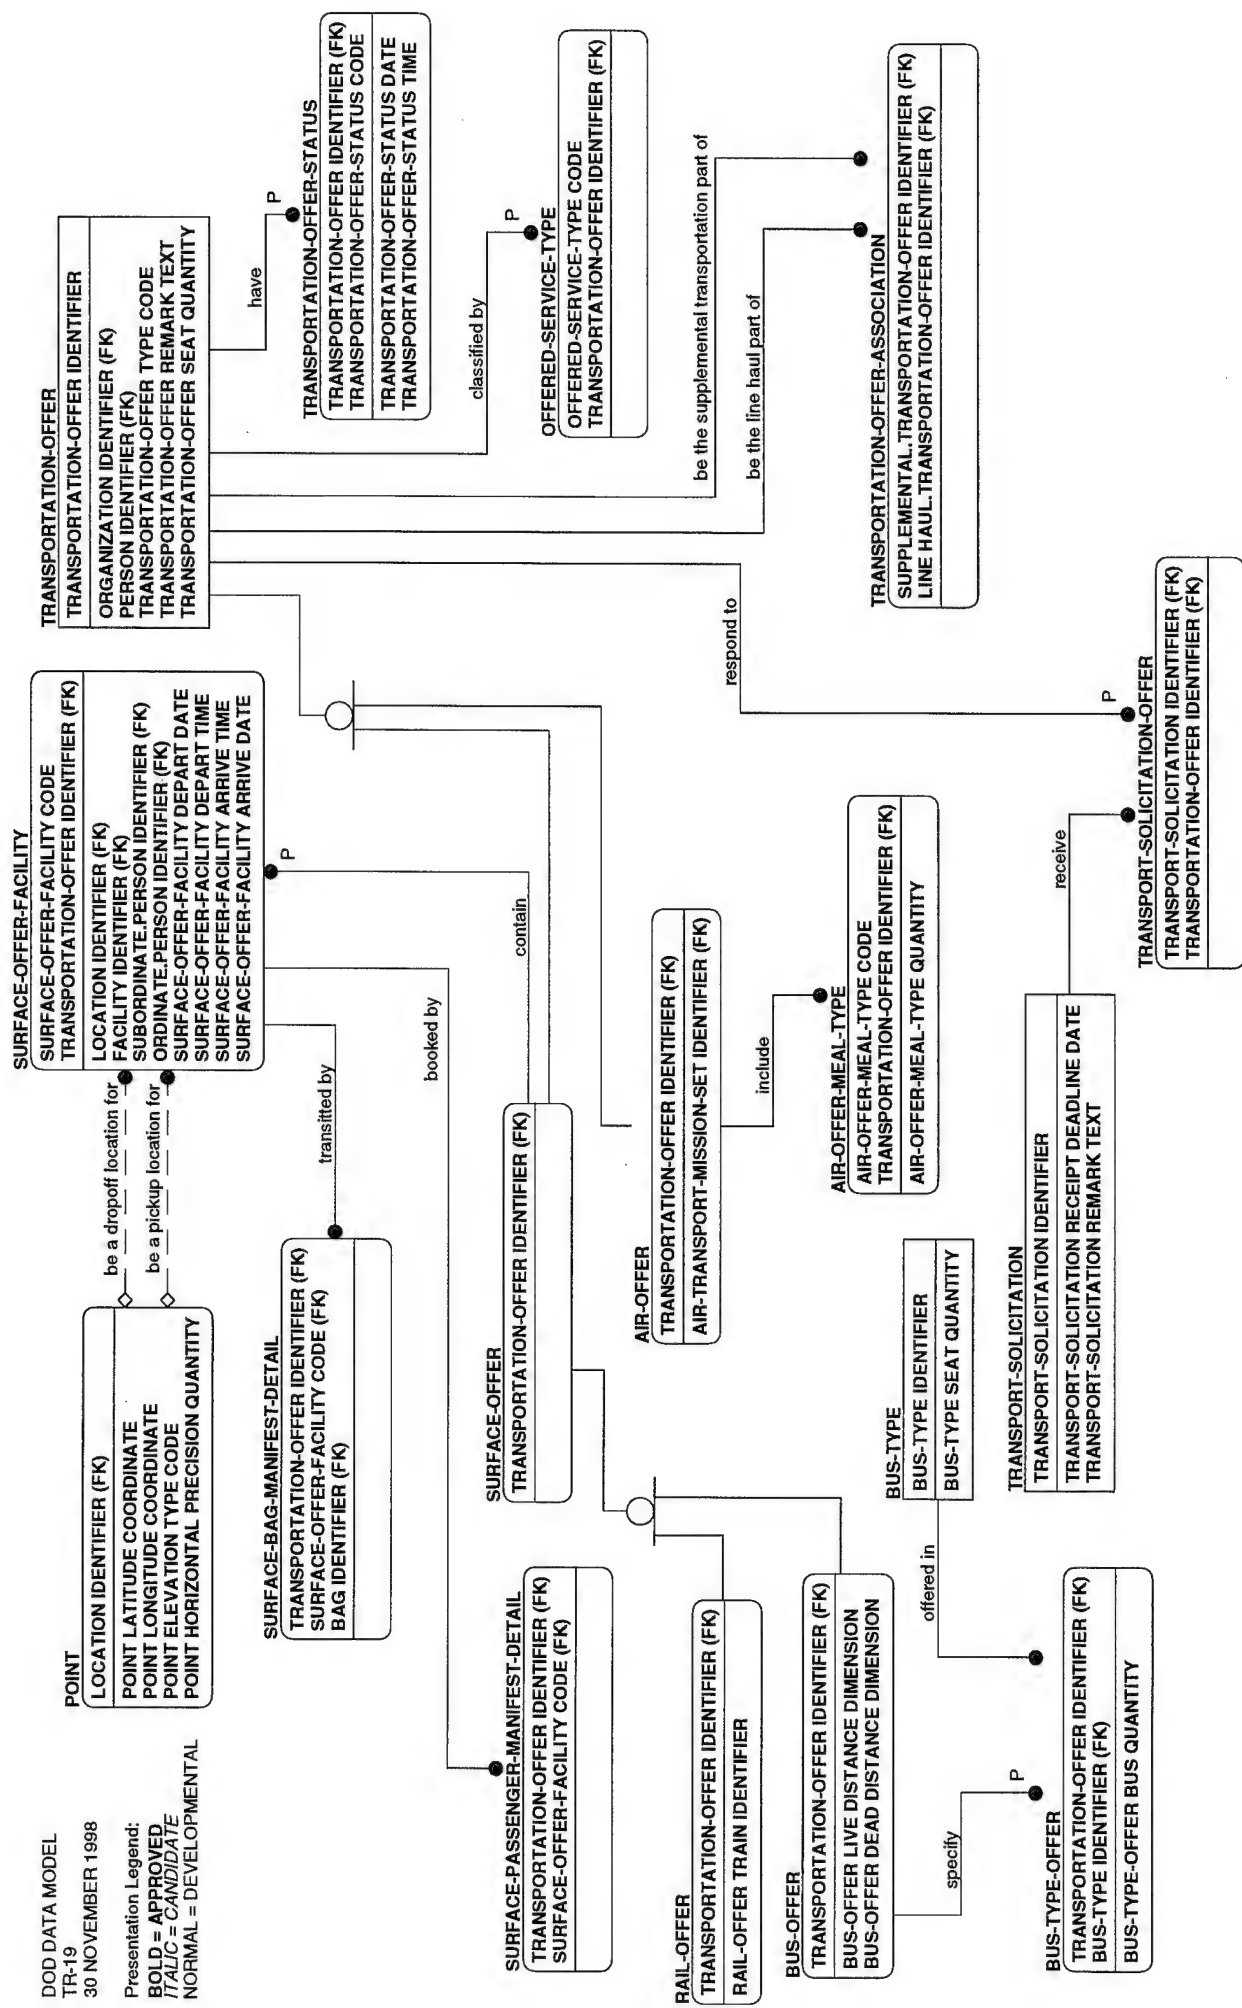 DOD DATA MODEL
TR-19
30 NOVEMBER 1998
Presentation Legend:
BOLD = APPROVED
ITALIC = CANDIDATE
NORMAL = DEVELOPMENTAL
POINT
LOCATION IDENTIFIER (FK)
POINT LATITUDE COORDINATE
POINT LONGITUDE COORDINATE
POINT ELEVATION TYPE CODE
POINT HORIZONTAL PRECISION QUANTITY
be a dropoff location for
be a pickup location for
SURFACE-OFFER-FACILITY
SURFACE-OFFER-FACILITY CODE
TRANSPORTATION-OFFER IDENTIFIER (FK)
LOCATION IDENTIFIER (FK)
FACILITY IDENTIFIER (FK)
SUBORDINATE.PERSON IDENTIFIER (FK)
ORDINATE.PERSON IDENTIFIER (FK)
SURFACE-OFFER-FACILITY DEPART DATE
SURFACE-OFFER-FACILITY DEPART TIME
SURFACE-OFFER-FACILITY ARRIVE TIME
SURFACE-OFFER-FACILITY ARRIVE DATE
TRANSPORTATION-OFFER
TRANSPORTATION-OFFER IDENTIFIER
ORGANIZATION IDENTIFIER (FK)
PERSON IDENTIFIER (FK)
TRANSPORTATION-OFFER TYPE CODE
TRANSPORTATION-OFFER REMARK TEXT
TRANSPORTATION-OFFER SEAT QUANTITY
have
P
TRANSPORTATION-OFFER-STATUS
TRANSPORTATION-OFFER IDENTIFIER (FK)
TRANSPORTATION-OFFER-STATUS CODE
TRANSPORTATION-OFFER-STATUS DATE
TRANSPORTATION-OFFER-STATUS TIME
SURFACE-BAG-MANIFEST-DETAIL
TRANSPORTATION-OFFER IDENTIFIER (FK)
SURFACE-OFFER-FACILITY CODE (FK)
BAG IDENTIFIER (FK)
transitted by
booked by
contain
P
classified by
P
OFFERED-SERVICE-TYPE
OFFERED-SERVICE-TYPE CODE
TRANSPORTATION-OFFER IDENTIFIER (FK)
SURFACE-PASSENGER-MANIFEST-DETAIL
TRANSPORTATION-OFFER IDENTIFIER (FK)
SURFACE-OFFER-FACILITY CODE (FK)
SURFACE-OFFER
TRANSPORTATION-OFFER IDENTIFIER (FK)
AIR-OFFER
TRANSPORTATION-OFFER IDENTIFIER (FK)
AIR-TRANSPORT-MISSION-SET IDENTIFIER (FK)
be the supplemental transportation part of
be the line haul part of
respond to
RAIL-OFFER
TRANSPORTATION-OFFER IDENTIFIER (FK)
RAIL-OFFER TRAIN IDENTIFIER
include
AIR-OFFER-MEAL-TYPE
AIR-OFFER-MEAL-TYPE CODE
TRANSPORTATION-OFFER IDENTIFIER (FK)
AIR-OFFER-MEAL-TYPE QUANTITY
TRANSPORTATION-OFFER-ASSOCIATION
SUPPLEMENTAL.TRANSPORTATION-OFFER IDENTIFIER (FK)
LINE HAUL.TRANSPORTATION-OFFER IDENTIFIER (FK)
BUS-OFFER
TRANSPORTATION-OFFER IDENTIFIER (FK)
BUS-OFFER LIVE DISTANCE DIMENSION
BUS-OFFER DEAD DISTANCE DIMENSION
BUS-TYPE
BUS-TYPE IDENTIFIER
BUS-TYPE SEAT QUANTITY
specify
P
offered in
TRANSPORT-SOLICITATION
TRANSPORT-SOLICITATION IDENTIFIER
TRANSPORT-SOLICITATION RECEIPT DEADLINE DATE
TRANSPORT-SOLICITATION REMARK TEXT
receive
P
BUS-TYPE-OFFER
TRANSPORTATION-OFFER IDENTIFIER (FK)
BUS-TYPE IDENTIFIER (FK)
BUS-TYPE-OFFER BUS QUANTITY
TRANSPORT-SOLICITATION-OFFER
TRANSPORT-SOLICITATION IDENTIFIER (FK)
TRANSPORTATION-OFFER IDENTIFIER (FK)